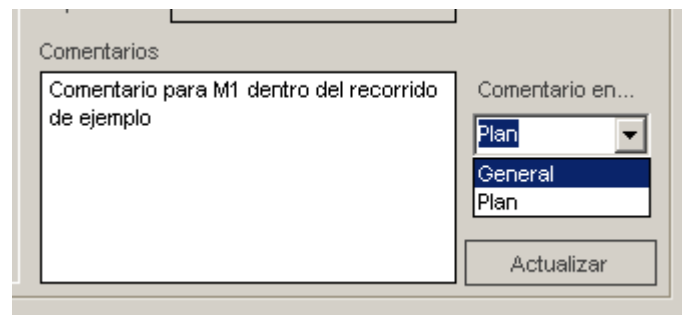 Comentarios
Comentario para M1 dentro del recorrido
de ejemplo
Comentario en...
Plan
General
Plan
Actualizar